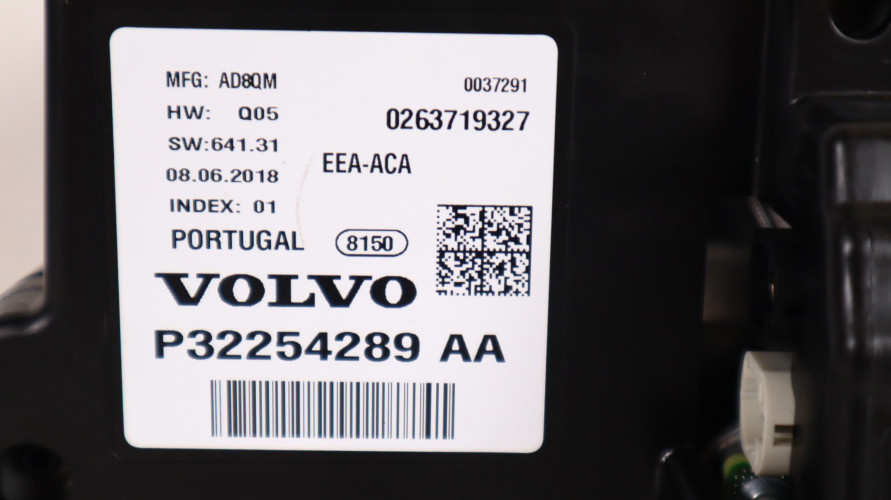 MFG: AD8QM 0037291
HW: Q05 0263719327
SW:641.31
EEA-ACA
08.06.2018
INDEX: 01
PORTUGAL 8150
VOLVO
P32254289 AA